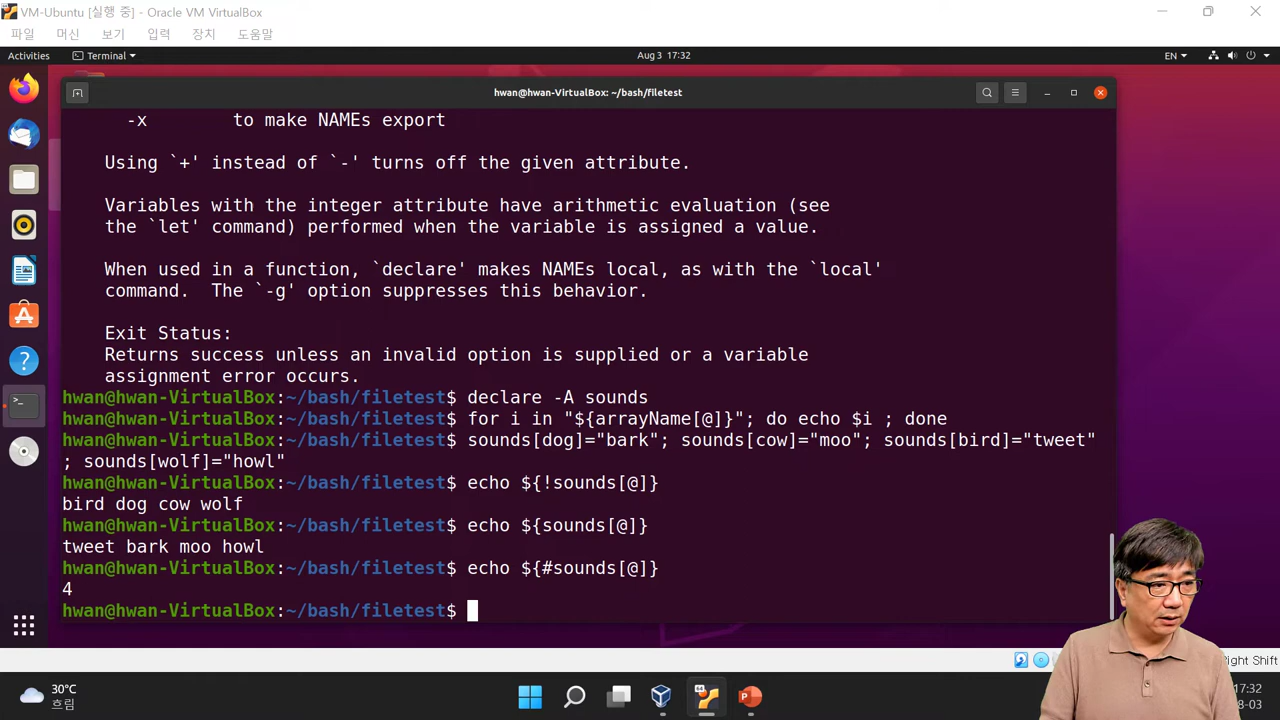 VM-Ubuntu [실행 중] - Oracle VM VirtualBox
파일 머신 보기 입력 장치 도움말
Activities Terminal Aug 3 17:32 EN
hwan@hwan-VirtualBox: ~/bash/filetest
-x to make NAMEs export
Using `+' instead of `-' turns off the given attribute.
Variables with the integer attribute have arithmetic evaluation (see
the `let' command) performed when the variable is assigned a value.
When used in a function, `declare' makes NAMEs local, as with the `local'
command. The `-g' option suppresses this behavior.
Exit Status:
Returns success unless an invalid option is supplied or a variable
assignment error occurs.
hwan@hwan-VirtualBox:~/bash/filetest$ declare -A sounds
hwan@hwan-VirtualBox:~/bash/filetest$ for i in "${arrayName[@]}"; do echo $i ; done
hwan@hwan-VirtualBox:~/bash/filetest$ sounds[dog]="bark"; sounds[cow]="moo"; sounds[bird]="tweet"
; sounds[wolf]="howl"
hwan@hwan-VirtualBox:~/bash/filetest$ echo ${!sounds[@]}
bird dog cow wolf
hwan@hwan-VirtualBox:~/bash/filetest$ echo ${sounds[@]}
tweet bark moo howl
hwan@hwan-VirtualBox:~/bash/filetest$ echo ${#sounds[@]}
4
hwan@hwan-VirtualBox:~/bash/filetest$
Right Shift
30°C
흐림
17:32
8-03